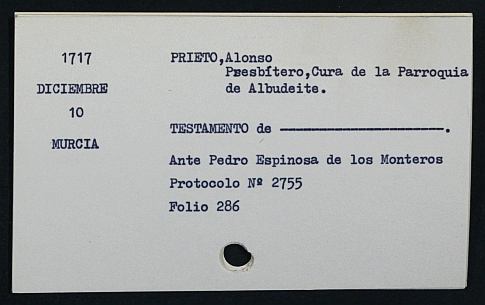 1717
DICIEMBRE
10
MURCIA
PRIETO,Alonso
Presbítero,Cura de la Parroquia
de Albudeite.
TESTAMENTO de ----------------------.
Ante Pedro Espinosa de los Monteros
Protocolo Nº 2755
Folio 286